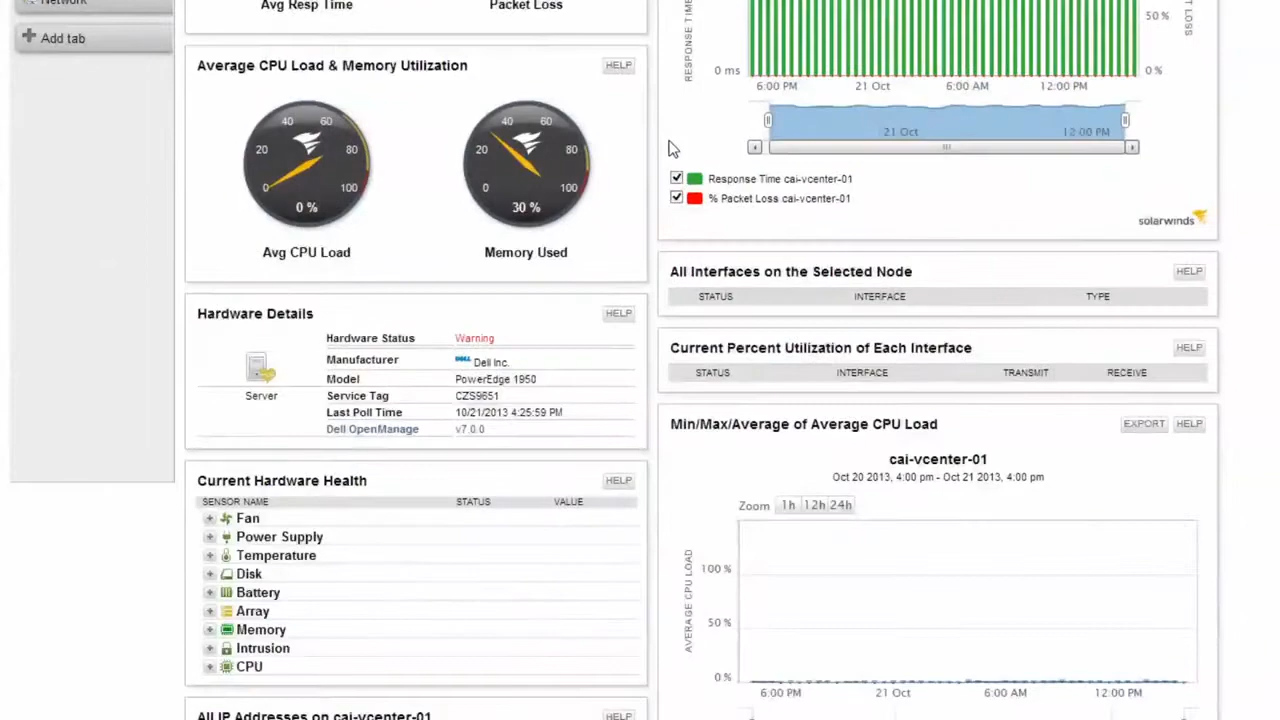 Network
Add tab
Avg Resp Time
Packet Loss
Average CPU Load & Memory Utilization
HELP
0 20 40 60 80 100
0 %
Avg CPU Load
0 20 40 60 80 100
30 %
Memory Used
Hardware Details
HELP
Server
Hardware Status Warning
Manufacturer DELL Dell Inc.
Model PowerEdge 1950
Service Tag CZS9651
Last Poll Time 10/21/2013 4:25:59 PM
Dell OpenManage v7.0.0
Current Hardware Health
HELP
SENSOR NAME STATUS VALUE
Fan
Power Supply
Temperature
Disk
Battery
Array
Memory
Intrusion
CPU
All IP Addresses on cai-vcenter-01
HELP
RESPONSE TIME
0 ms
50 %
0 %
LOSS
6:00 PM 21 Oct 6:00 AM 12:00 PM
21 Oct 12:00 PM
Response Time cai-vcenter-01
% Packet Loss cai-vcenter-01
solarwinds
All Interfaces on the Selected Node
HELP
STATUS INTERFACE TYPE
Current Percent Utilization of Each Interface
HELP
STATUS INTERFACE TRANSMIT RECEIVE
Min/Max/Average of Average CPU Load
EXPORT HELP
cai-vcenter-01
Oct 20 2013, 4:00 pm - Oct 21 2013, 4:00 pm
Zoom 1h 12h 24h
AVERAGE CPU LOAD
100 %
50 %
0 %
6:00 PM 21 Oct 6:00 AM 12:00 PM